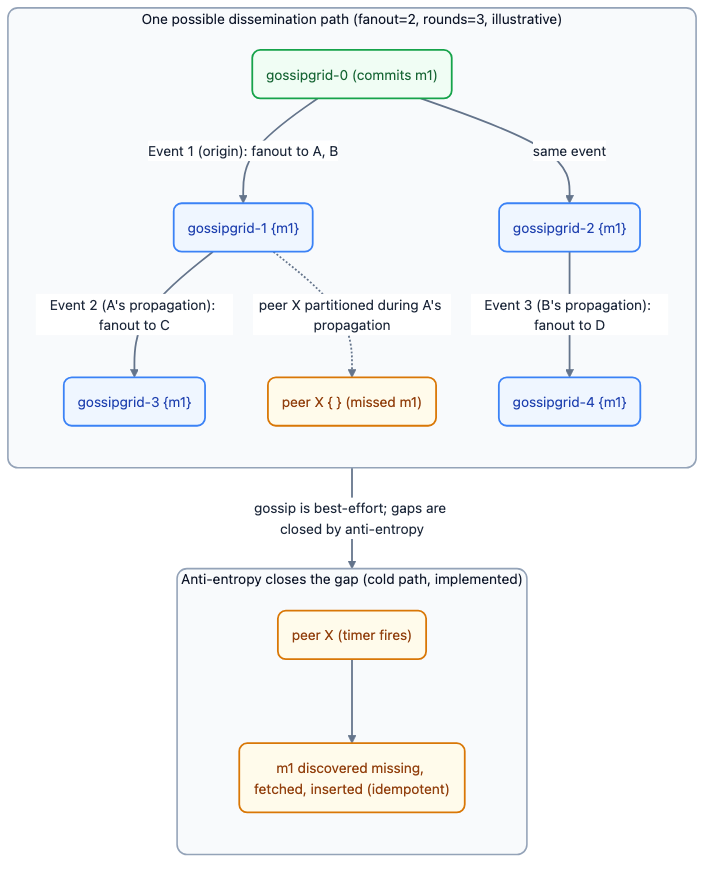 One possible dissemination path (fanout=2, rounds=3, illustrative)
gossipgrid-0 (commits m1)
Event 1 (origin): fanout to A, B
same event
gossipgrid-1 {m1}
gossipgrid-2 {m1}
Event 2 (A's propagation):
fanout to C
peer X partitioned during A's
propagation
Event 3 (B's propagation):
fanout to D
gossipgrid-3 {m1}
peer X { } (missed m1)
gossipgrid-4 {m1}
gossip is best-effort; gaps are
closed by anti-entropy
Anti-entropy closes the gap (cold path, implemented)
peer X (timer fires)
m1 discovered missing,
fetched, inserted (idempotent)